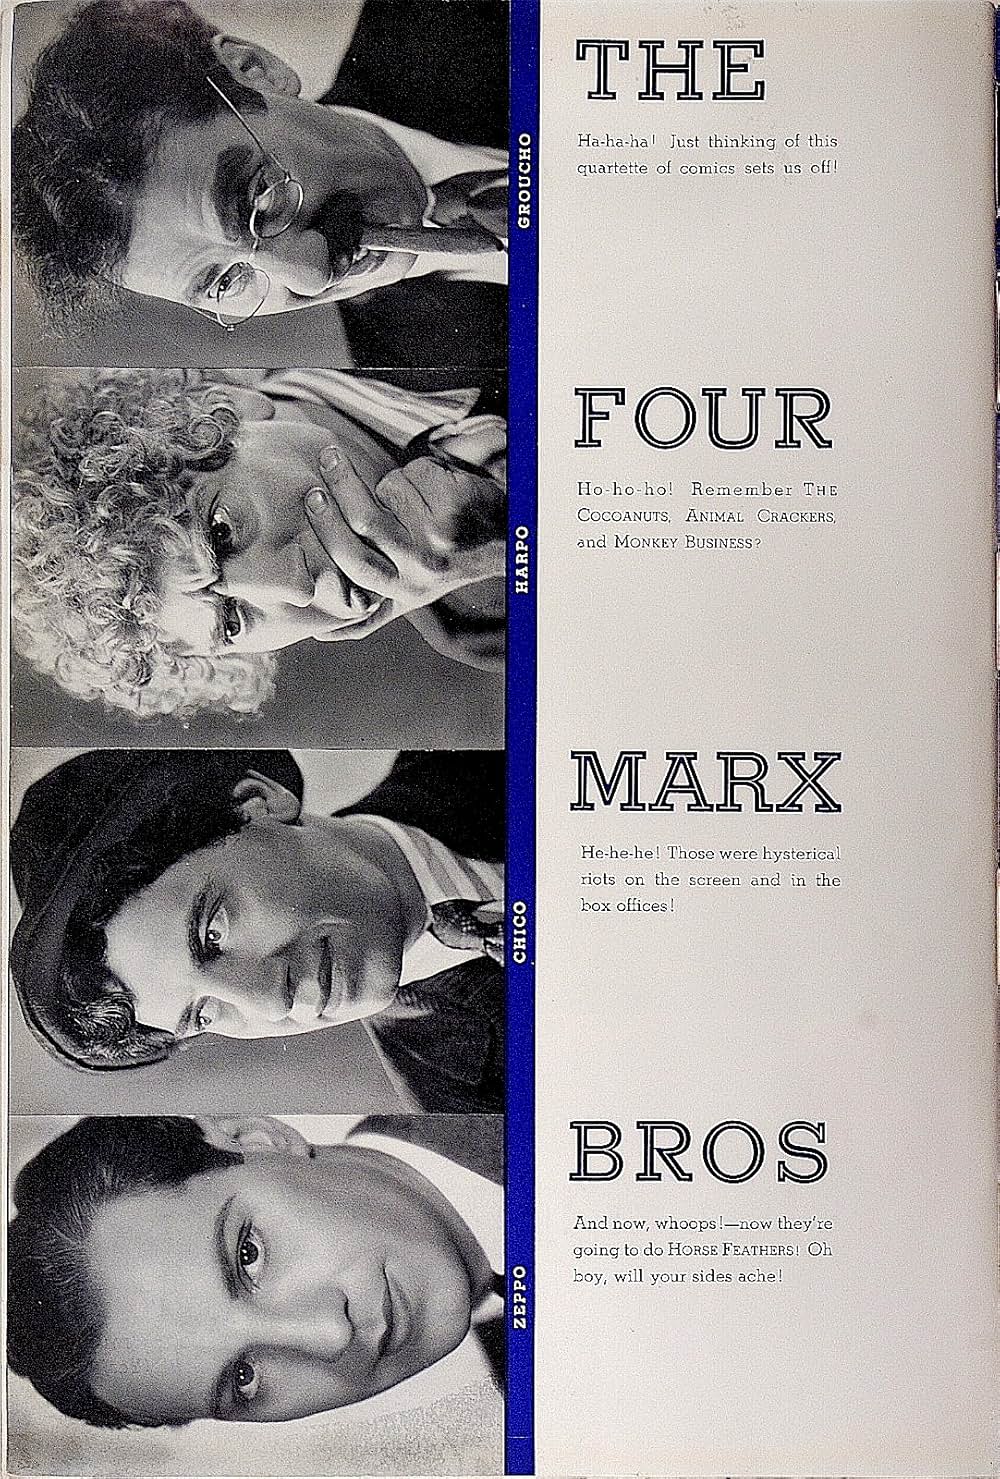 THE
Ha-ha-ha! Just thinking of this
quartette of comics sets us off!
GROUCHO
FOUR
Ho-ho-ho! Remember THE
COCOANUTS, ANIMAL CRACKERS,
and MONKEY BUSINESS?
HARPO
MARX
He-he-he! Those were hysterical
riots on the screen and in the
box offices!
CHICO
BROS
And now, whoops!—now they're
going to do HORSE FEATHERS! Oh
boy, will your sides ache!
ZEPPO